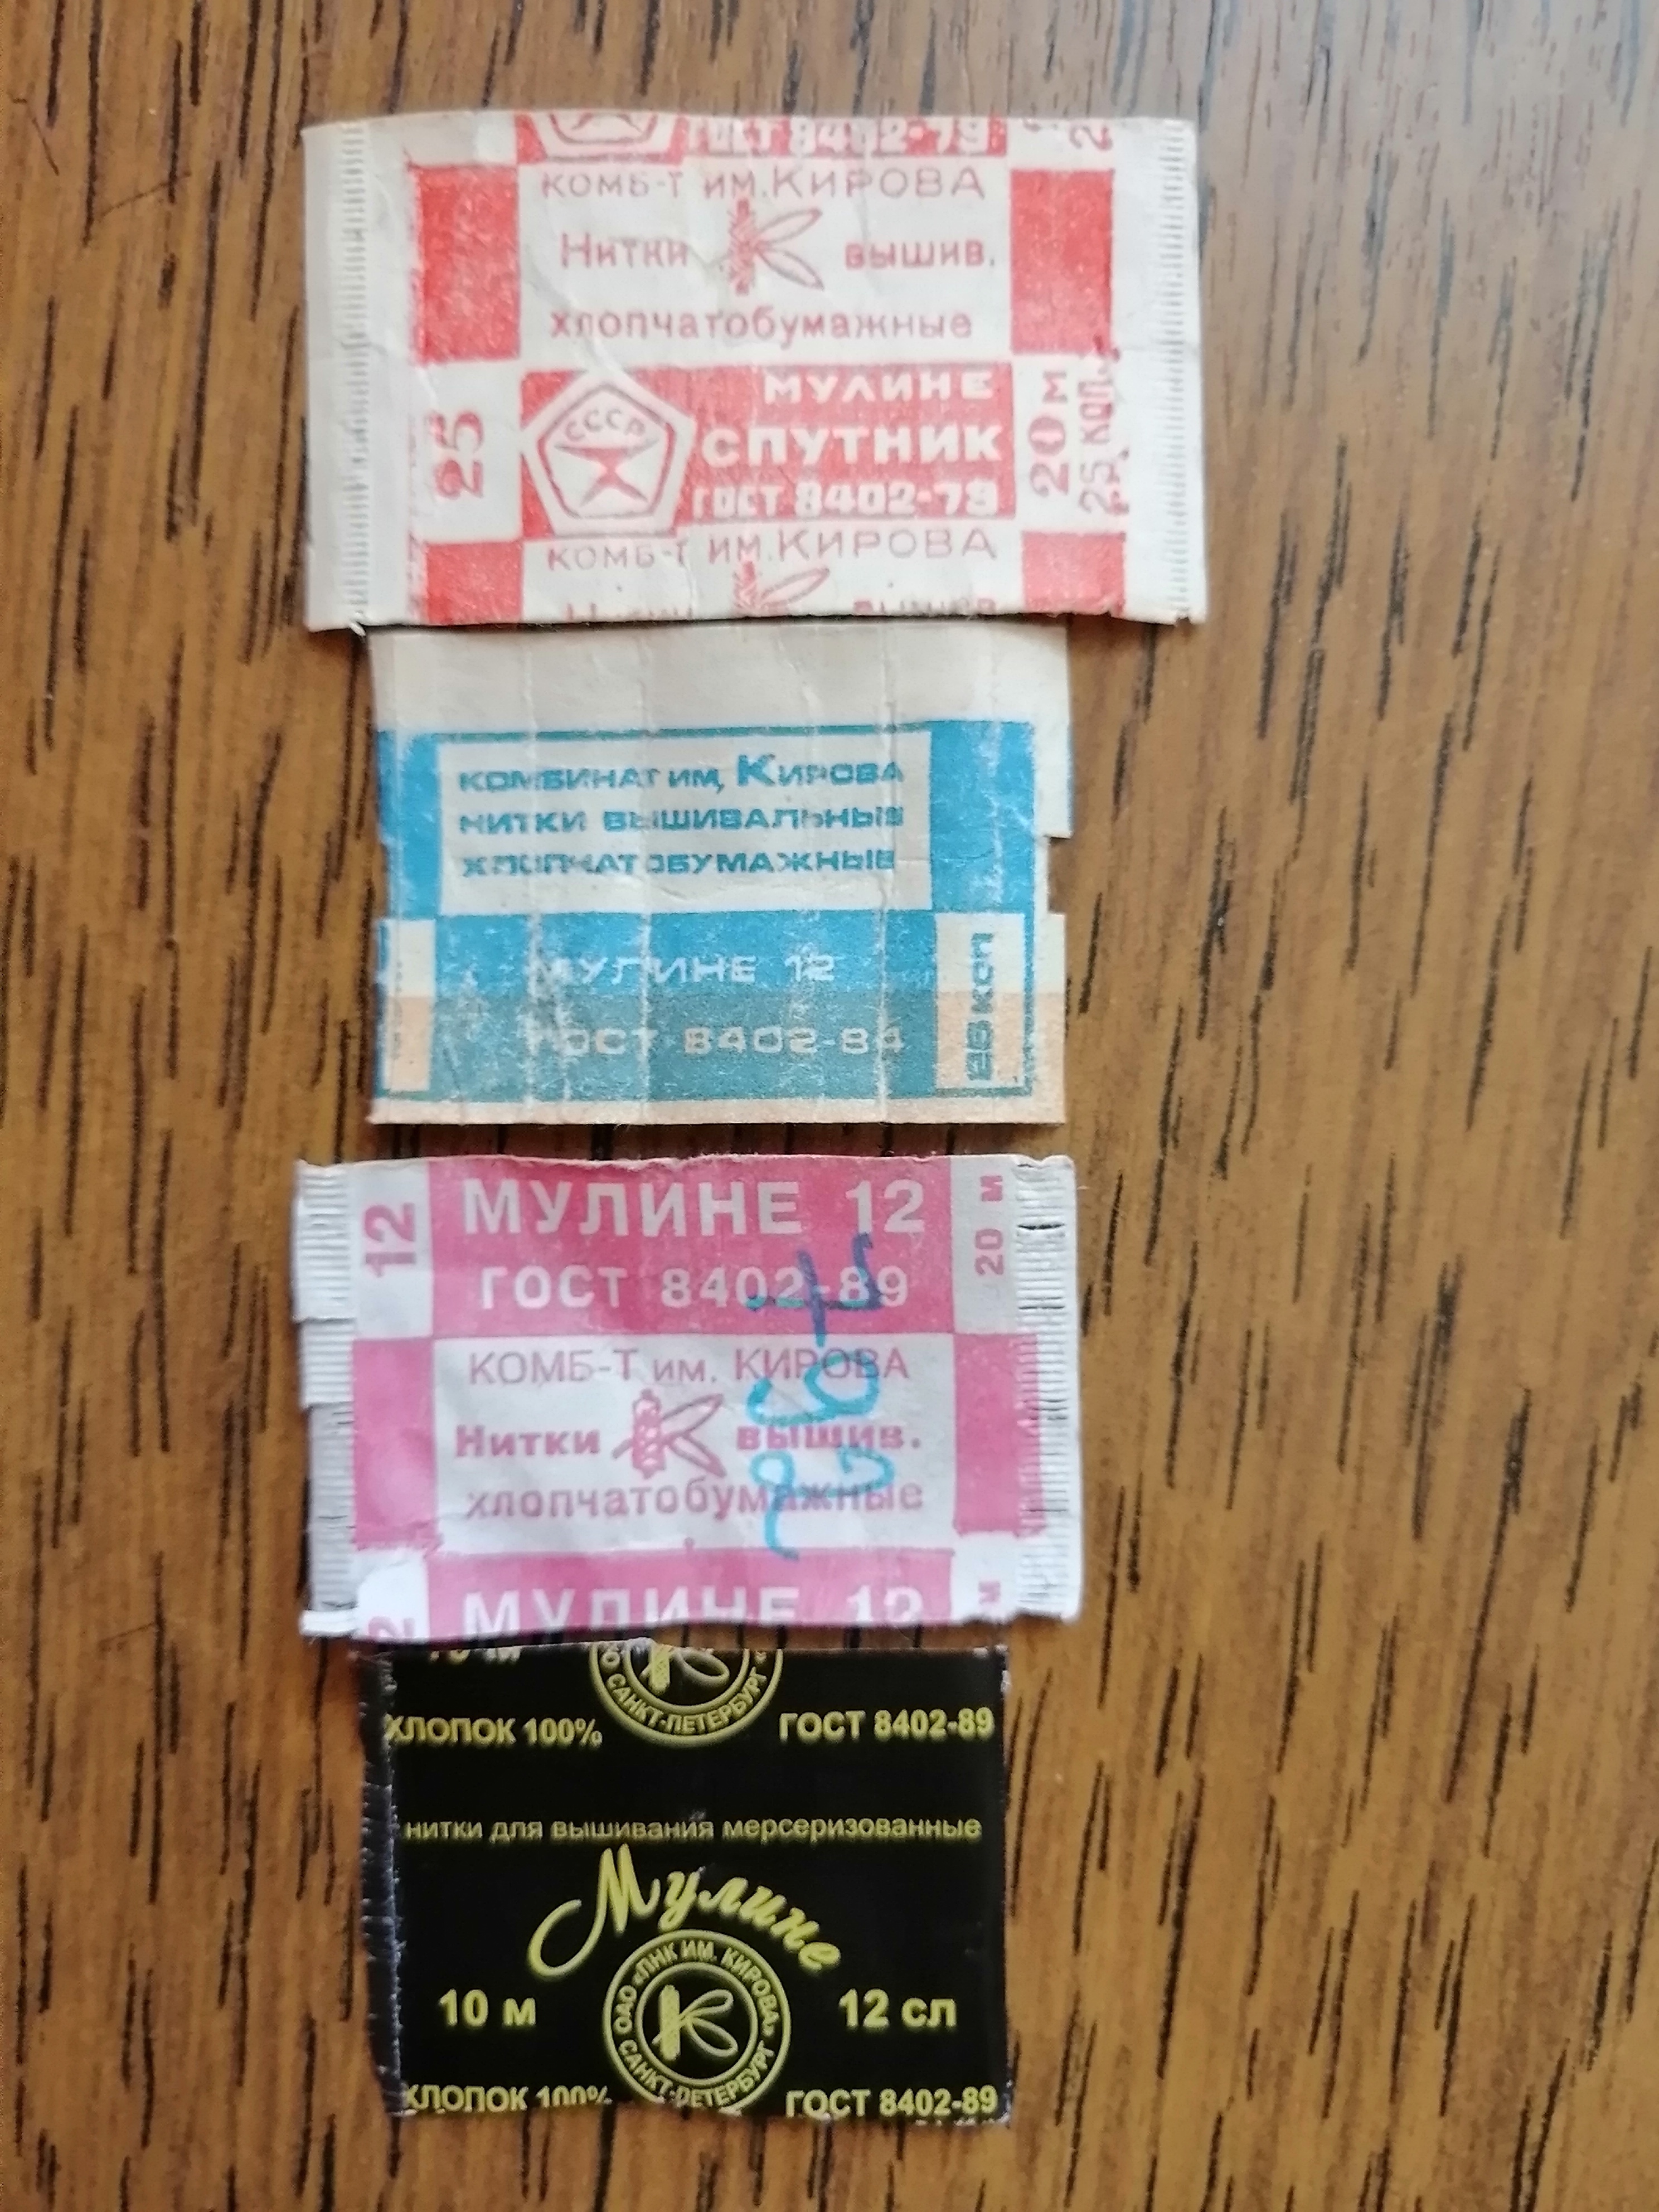 ГОСТ 8402-79
КОМБ-Т ИМ.КИРОВА
Нитки вышив.
хлопчатобумажные
25
СССР
МУЛИНЕ
СПУТНИК
ГОСТ 8402-79
20 м
25 коп.
КОМБ-Т ИМ.КИРОВА
Нитки вышив.
КОМБИНАТ ИМ. КИРОВА
НИТКИ ВЫШИВАЛЬНЫЕ
ХЛОПЧАТОБУМАЖНЫЕ
МУЛИНЕ 12
ГОСТ 8402-84
25 коп
12
МУЛИНЕ 12
ГОСТ 8402-89
20 м
КОМБ-Т им. КИРОВА
Нитки вышив.
хлопчатобумажные
МУЛИНЕ 12
САНКТ-ПЕТЕРБУРГ
ХЛОПОК 100% ГОСТ 8402-89
нитки для вышивания мерсеризованные
Мулине
ОАО «ПНК ИМ. КИРОВА»
10 м 12 сл
САНКТ-ПЕТЕРБУРГ
ХЛОПОК 100% ГОСТ 8402-89